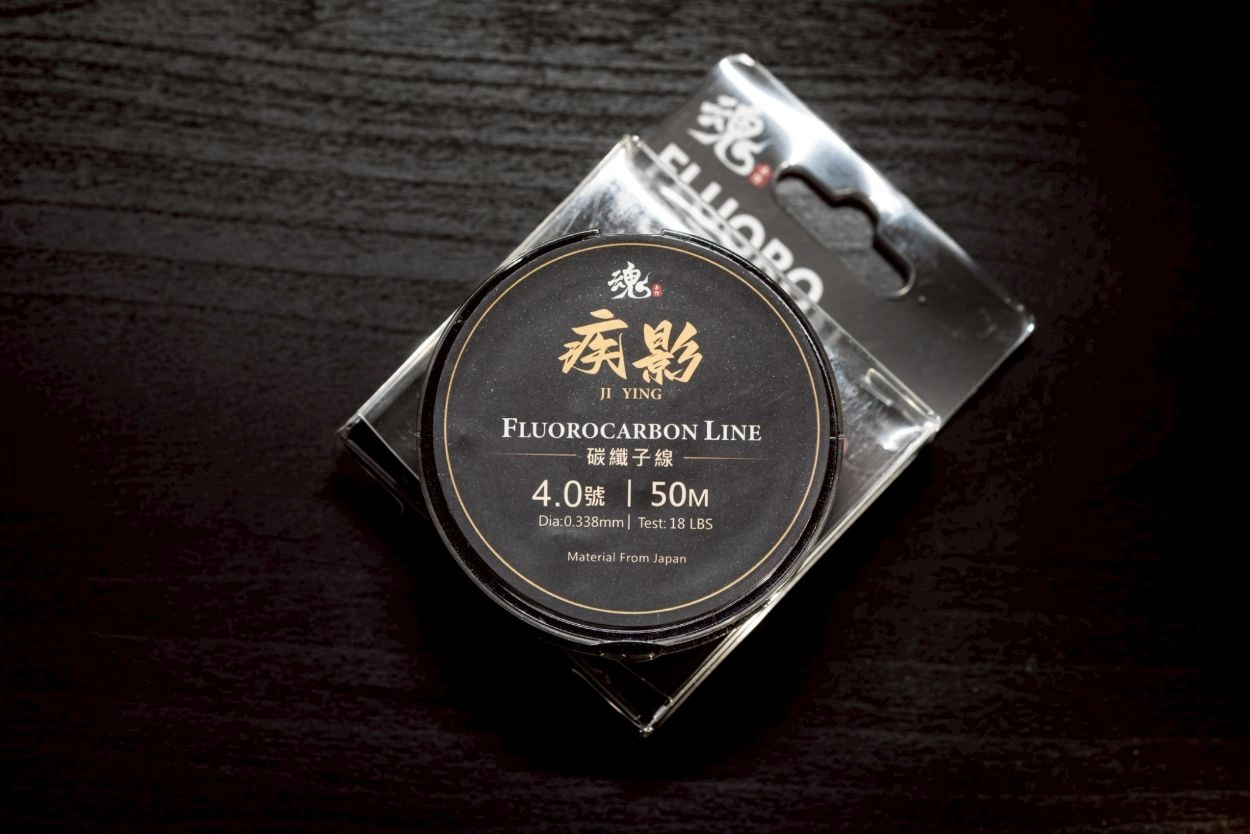 魂
FLUORO
魂
疾影
JI YING
FLUOROCARBON LINE
碳纖子線
4.0號 | 50M
Dia:0.338mm | Test: 18 LBS
Material From Japan